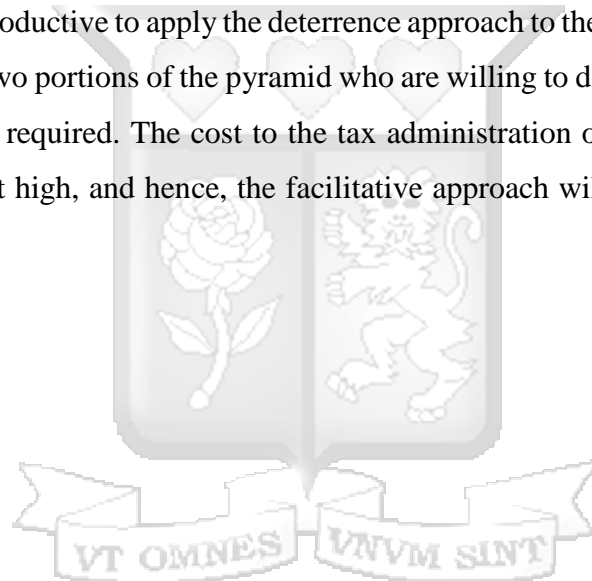 oductive to apply the deterrence approach to the
wo portions of the pyramid who are willing to d
required. The cost to the tax administration o
t high, and hence, the facilitative approach wil
VT OMNES VNVM SINT